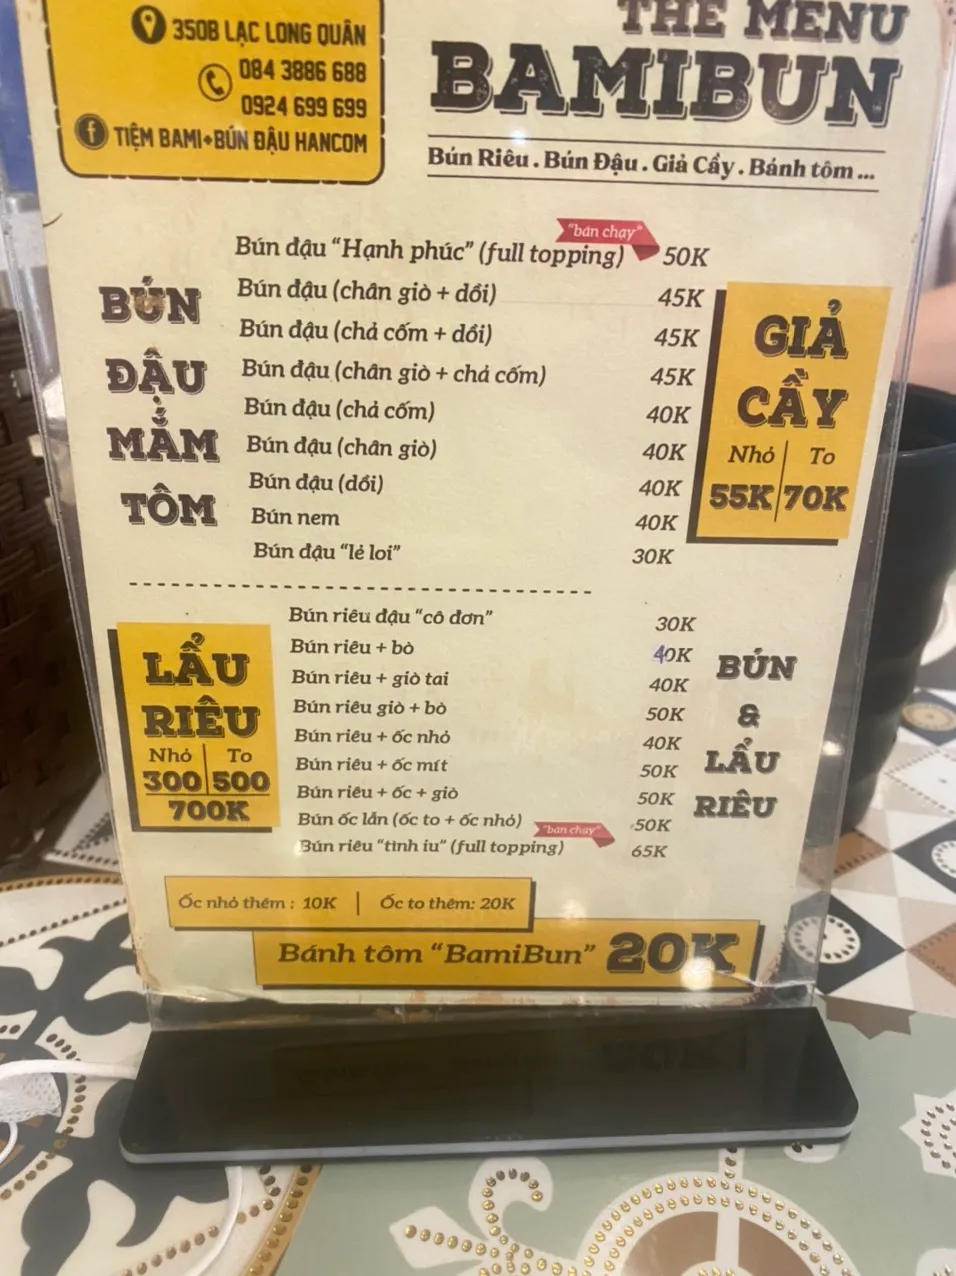 350B LẠC LONG QUÂN
084 3886 688
0924 699 699
TIỆM BAMI+BÚN ĐẬU HANCOM
THE MENU
BAMIBUN
Bún Riêu . Bún Đậu . Giả Cầy . Bánh tôm ...
BÚN
ĐẬU
MẮM
TÔM
"bán chạy"
Bún đậu "Hạnh phúc" (full topping) 50K
Bún đậu (chân giò + dồi) 45K
Bún đậu (chả cốm + dồi) 45K
Bún đậu (chân giò + chả cốm) 45K
Bún đậu (chả cốm) 40K
Bún đậu (chân giò) 40K
Bún đậu (dồi) 40K
Bún nem 40K
Bún đậu "lẻ loi" 30K
GIẢ
CẦY
Nhỏ To
55K 70K
LẨU
RIÊU
Nhỏ To
300 500
700K
Bún riêu đậu "cô đơn" 30K
Bún riêu + bò 40K
Bún riêu + giò tai 40K
Bún riêu giò + bò 50K
Bún riêu + ốc nhỏ 40K
Bún riêu + ốc mít 50K
Bún riêu + ốc + giò 50K
Bún ốc lẫn (ốc to + ốc nhỏ) 50K
"bán chạy"
Bún riêu "tình iu" (full topping) 65K
BÚN
&
LẨU
RIÊU
Ốc nhỏ thêm : 10K | Ốc to thêm: 20K
Bánh tôm "BamiBun" 20K